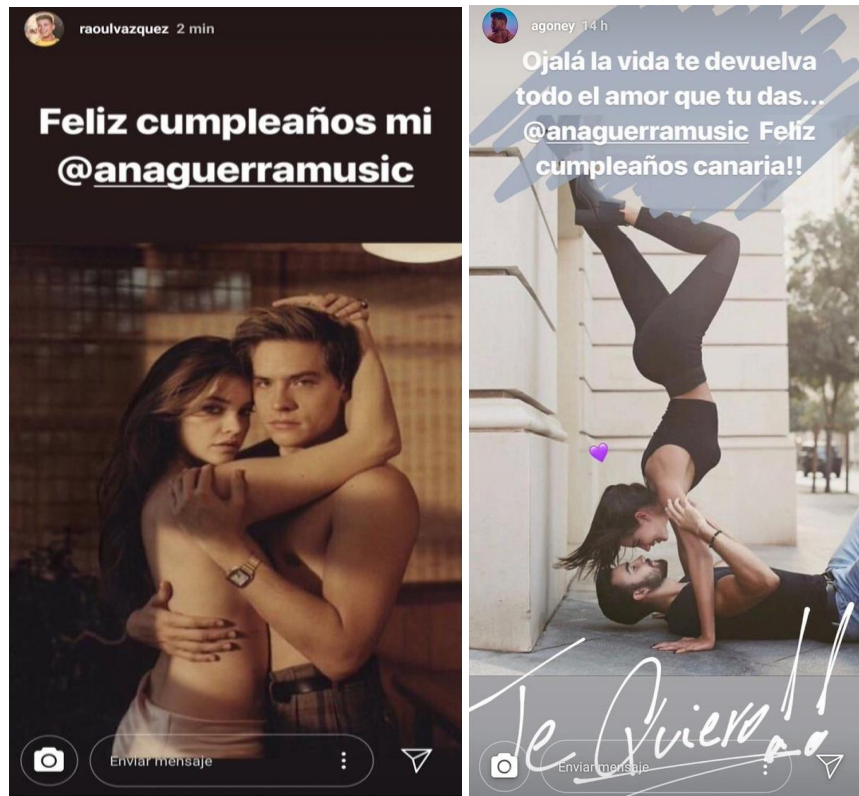 raoulvazquez 2 min
Feliz cumpleaños mi
@anaguerramusic
Enviar mensaje
agoney 14 h
Ojalá la vida te devuelva
todo el amor que tu das...
@anaguerramusic Feliz
cumpleaños canaria!!
Te Quiero!!
Enviar mensaje